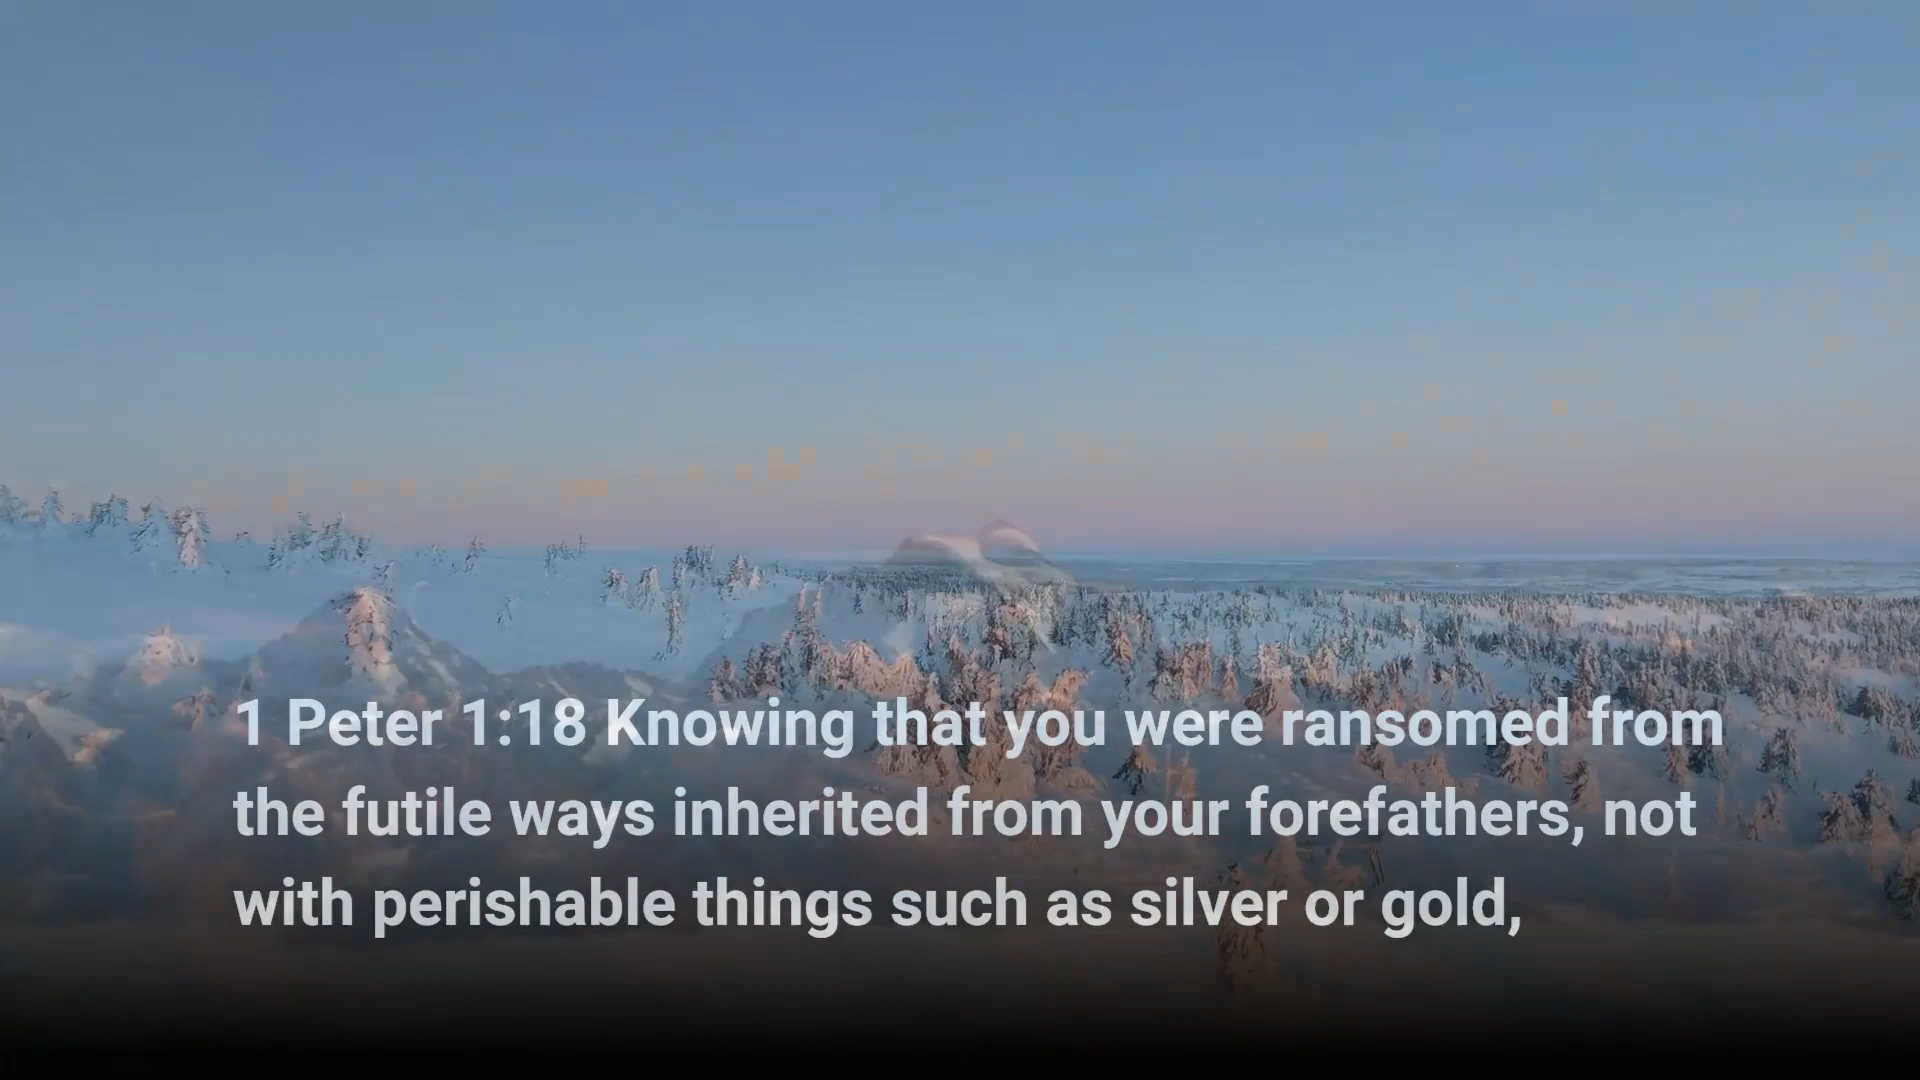 1 Peter 1:18 Knowing that you were ransomed from
the futile ways inherited from your forefathers, not
with perishable things such as silver or gold,